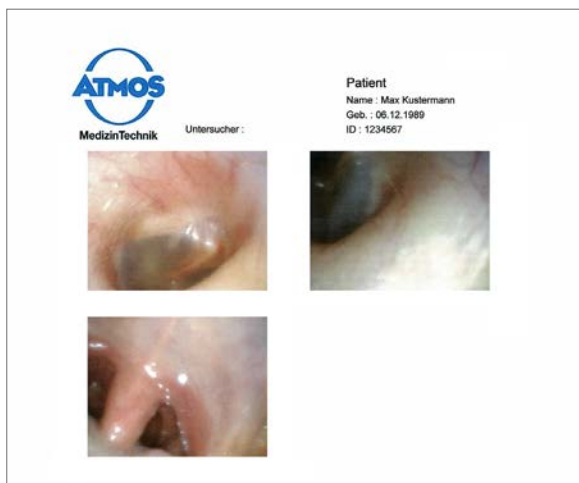 ATMOS
MedizinTechnik
Untersucher :
Patient
Name : Max Kustermann
Geb. : 06.12.1989
ID : 1234567